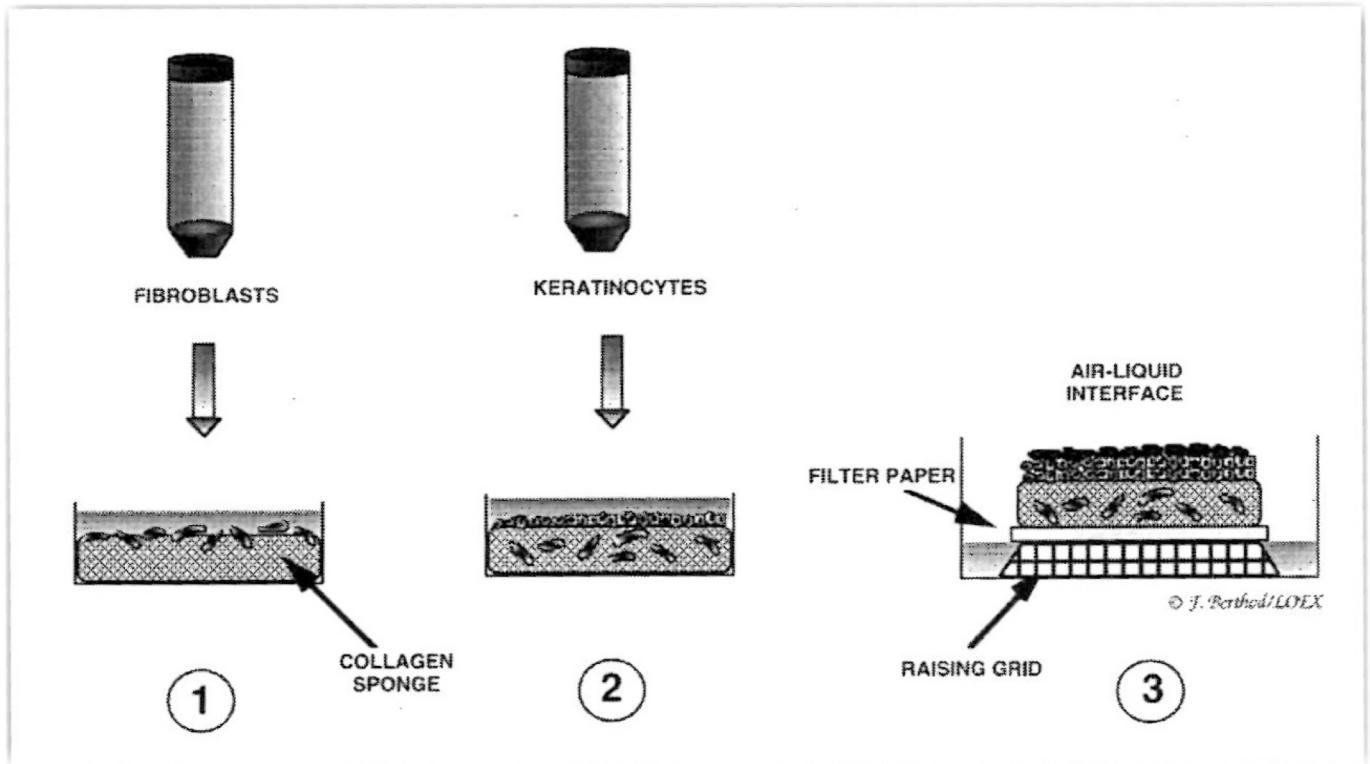 FIBROBLASTS
KERATINOCYTES
AIR-LIQUID
INTERFACE
FILTER PAPER
© F. Berthod/LOEX
COLLAGEN
SPONGE
RAISING GRID
1
2
3